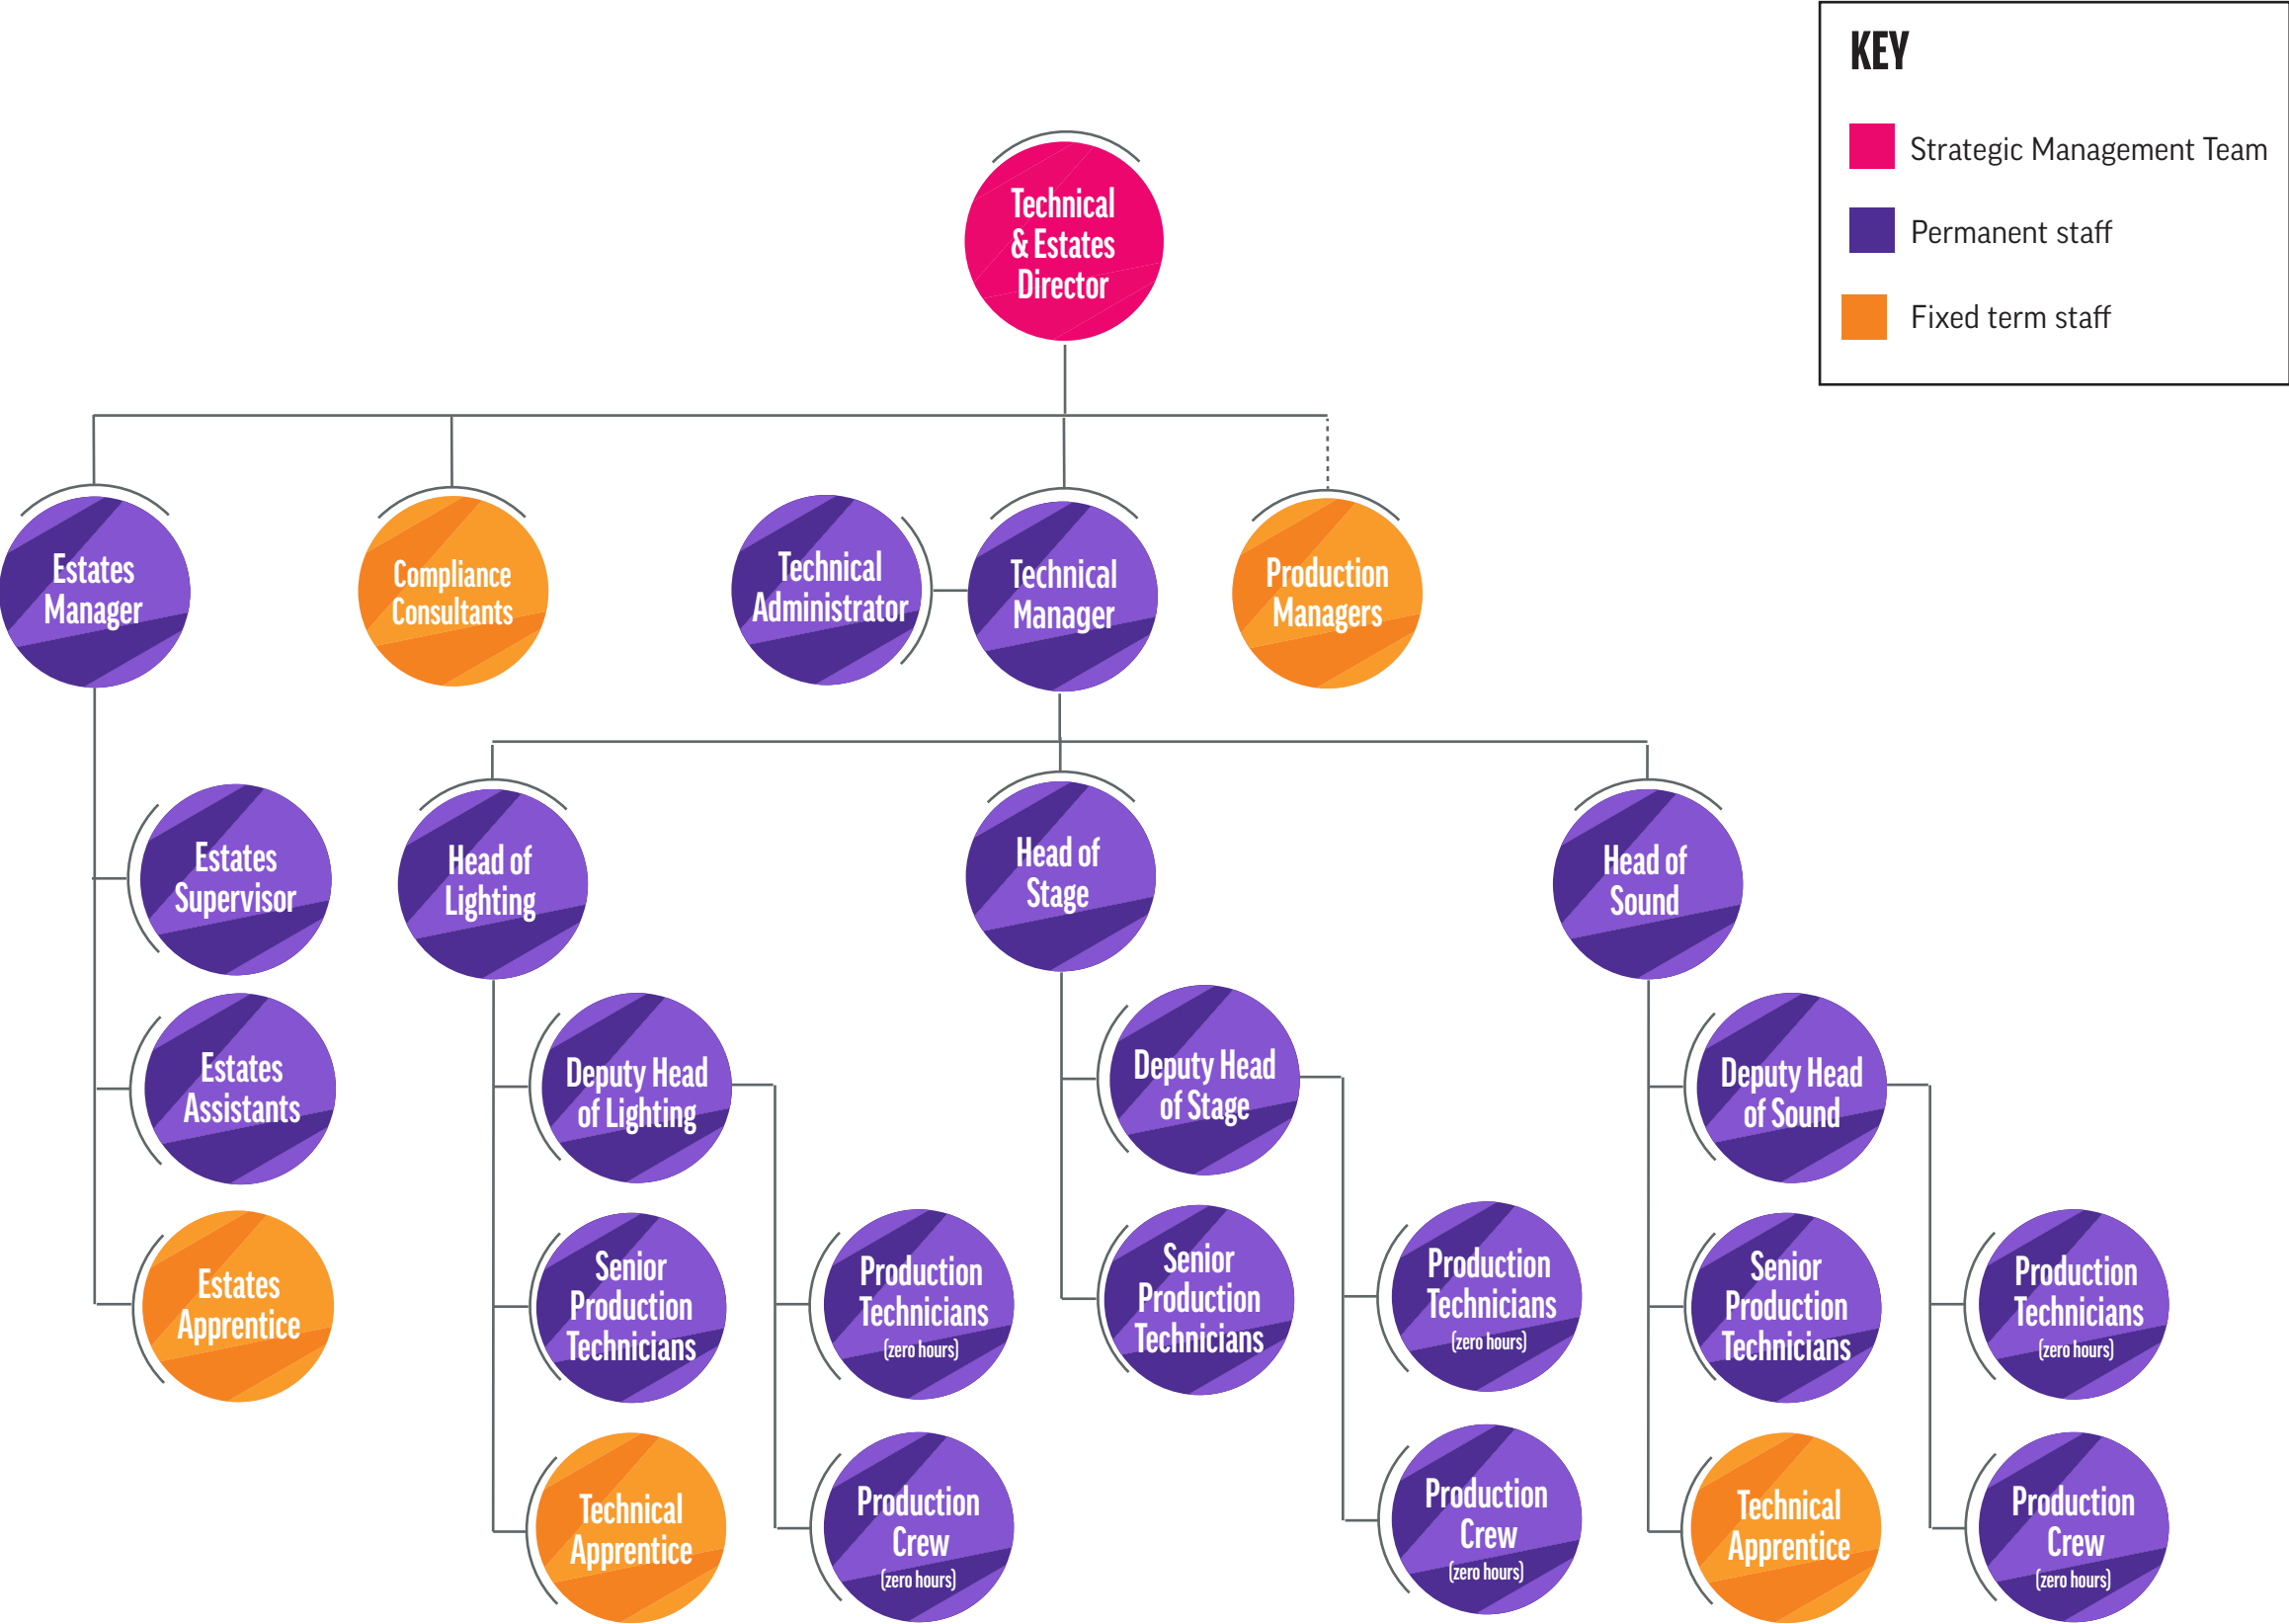 KEY
Strategic Management Team
Permanent staff
Fixed term staff
Technical
& Estates
Director
Estates
Manager
Compliance
Consultants
Technical
Administrator
Technical
Manager
Production
Managers
Estates
Supervisor
Estates
Assistants
Estates
Apprentice
Head of
Lighting
Deputy Head
of Lighting
Senior
Production
Technicians
Technical
Apprentice
Production
Technicians
(zero hours)
Production
Crew
(zero hours)
Head of
Stage
Deputy Head
of Stage
Senior
Production
Technicians
Production
Technicians
(zero hours)
Production
Crew
(zero hours)
Head of
Sound
Deputy Head
of Sound
Senior
Production
Technicians
Technical
Apprentice
Production
Technicians
(zero hours)
Production
Crew
(zero hours)